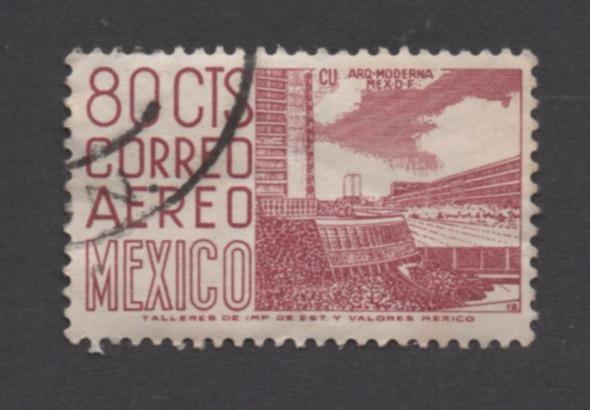 80 CTS
CORREO
AEREO
MEXICO
CU ARQ-MODERNA
MEX-D-F-
TALLERES DE IMP. DE EST. Y VALORES MEXICO